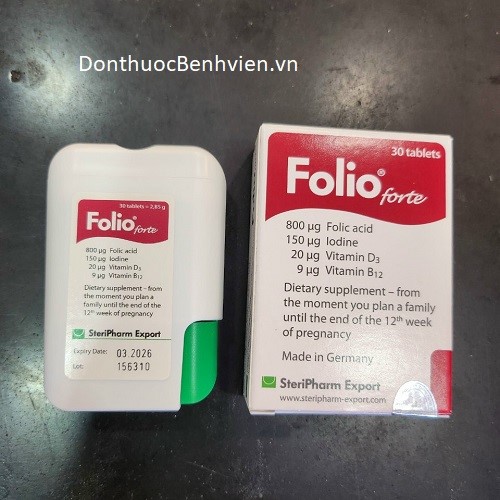 DonthuocBenhvien.vn
30 tablets = 2,85 g
Folio®
forte
800 µg Folic acid
150 µg Iodine
20 µg Vitamin D3
9 µg Vitamin B12
Dietary supplement – from
the moment you plan a
family until the end of the
12th week of pregnancy
SteriPharm Export
Expiry Date: 03.2026
Lot: 156310
30 tablets
Folio®
forte
800 µg Folic acid
150 µg Iodine
20 µg Vitamin D3
9 µg Vitamin B12
Dietary supplement – from
the moment you plan a family
until the end of the 12th week
of pregnancy
Made in Germany
SteriPharm Export
www.steripharm-export.com